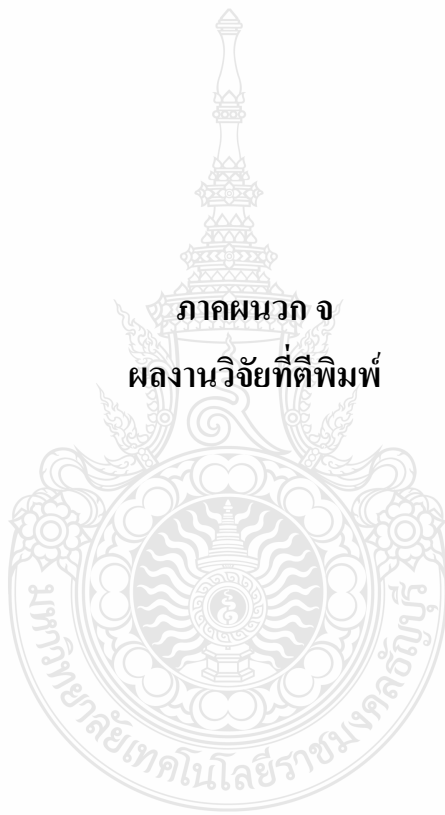 ภาคผนวก จ
ผลงานวิจัยที่ตีพิมพ์
มหาวิทยาลัยเทคโนโลยีราชมงคลธัญบุรี